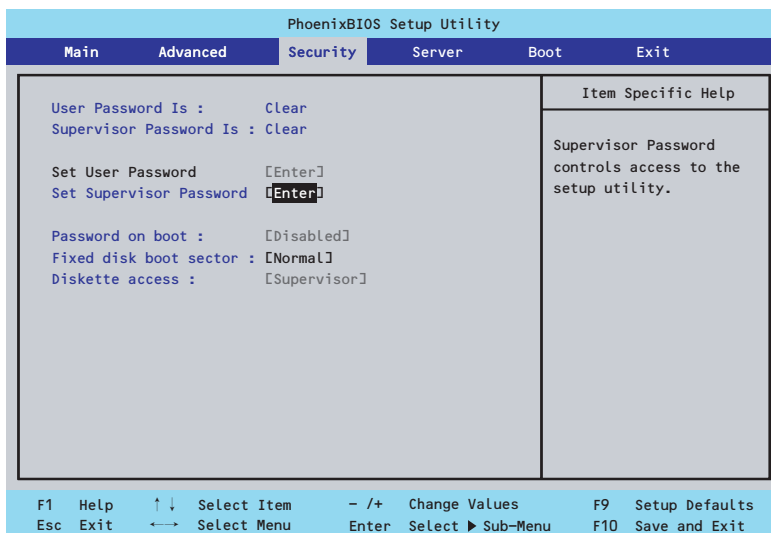 PhoenixBIOS Setup Utility
Main Advanced Security Server Boot Exit
User Password Is : Clear
Supervisor Password Is : Clear
Set User Password [Enter]
Set Supervisor Password [Enter]
Password on boot : [Disabled]
Fixed disk boot sector : [Normal]
Diskette access : [Supervisor]
Item Specific Help
Supervisor Password
controls access to the
setup utility.
F1 Help ↑↓ Select Item - /+ Change Values F9 Setup Defaults
Esc Exit ←→ Select Menu Enter Select ▶ Sub-Menu F10 Save and Exit